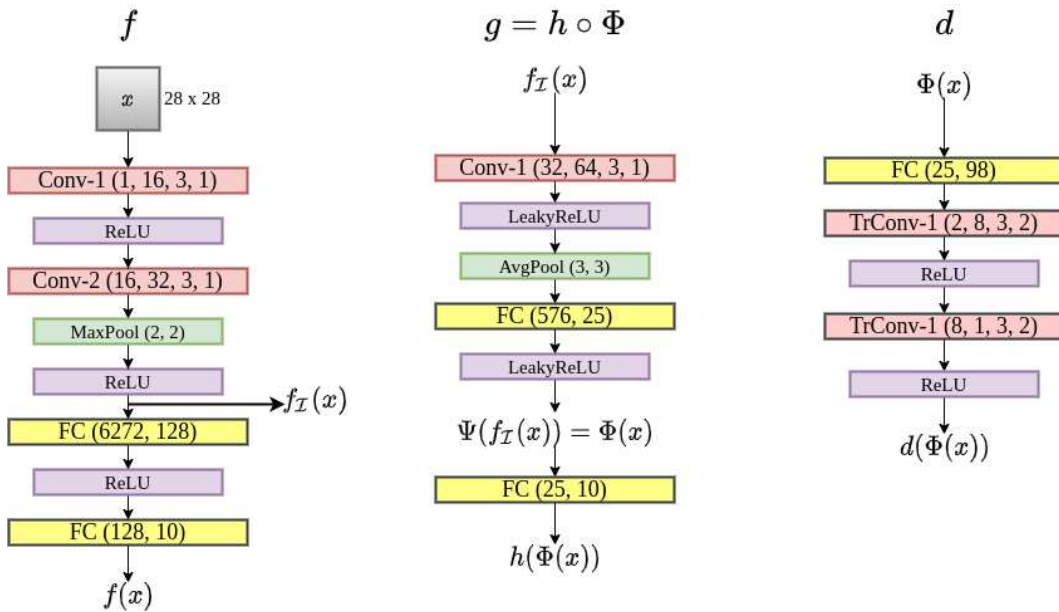 f
x
28 x 28
Conv-1 (1, 16, 3, 1)
ReLU
Conv-2 (16, 32, 3, 1)
MaxPool (2, 2)
ReLU
f_ℐ(x)
FC (6272, 128)
ReLU
FC (128, 10)
f(x)
g = h ∘ Φ
f_ℐ(x)
Conv-1 (32, 64, 3, 1)
LeakyReLU
AvgPool (3, 3)
FC (576, 25)
LeakyReLU
Ψ(f_ℐ(x)) = Φ(x)
FC (25, 10)
h(Φ(x))
d
Φ(x)
FC (25, 98)
TrConv-1 (2, 8, 3, 2)
ReLU
TrConv-1 (8, 1, 3, 2)
ReLU
d(Φ(x))